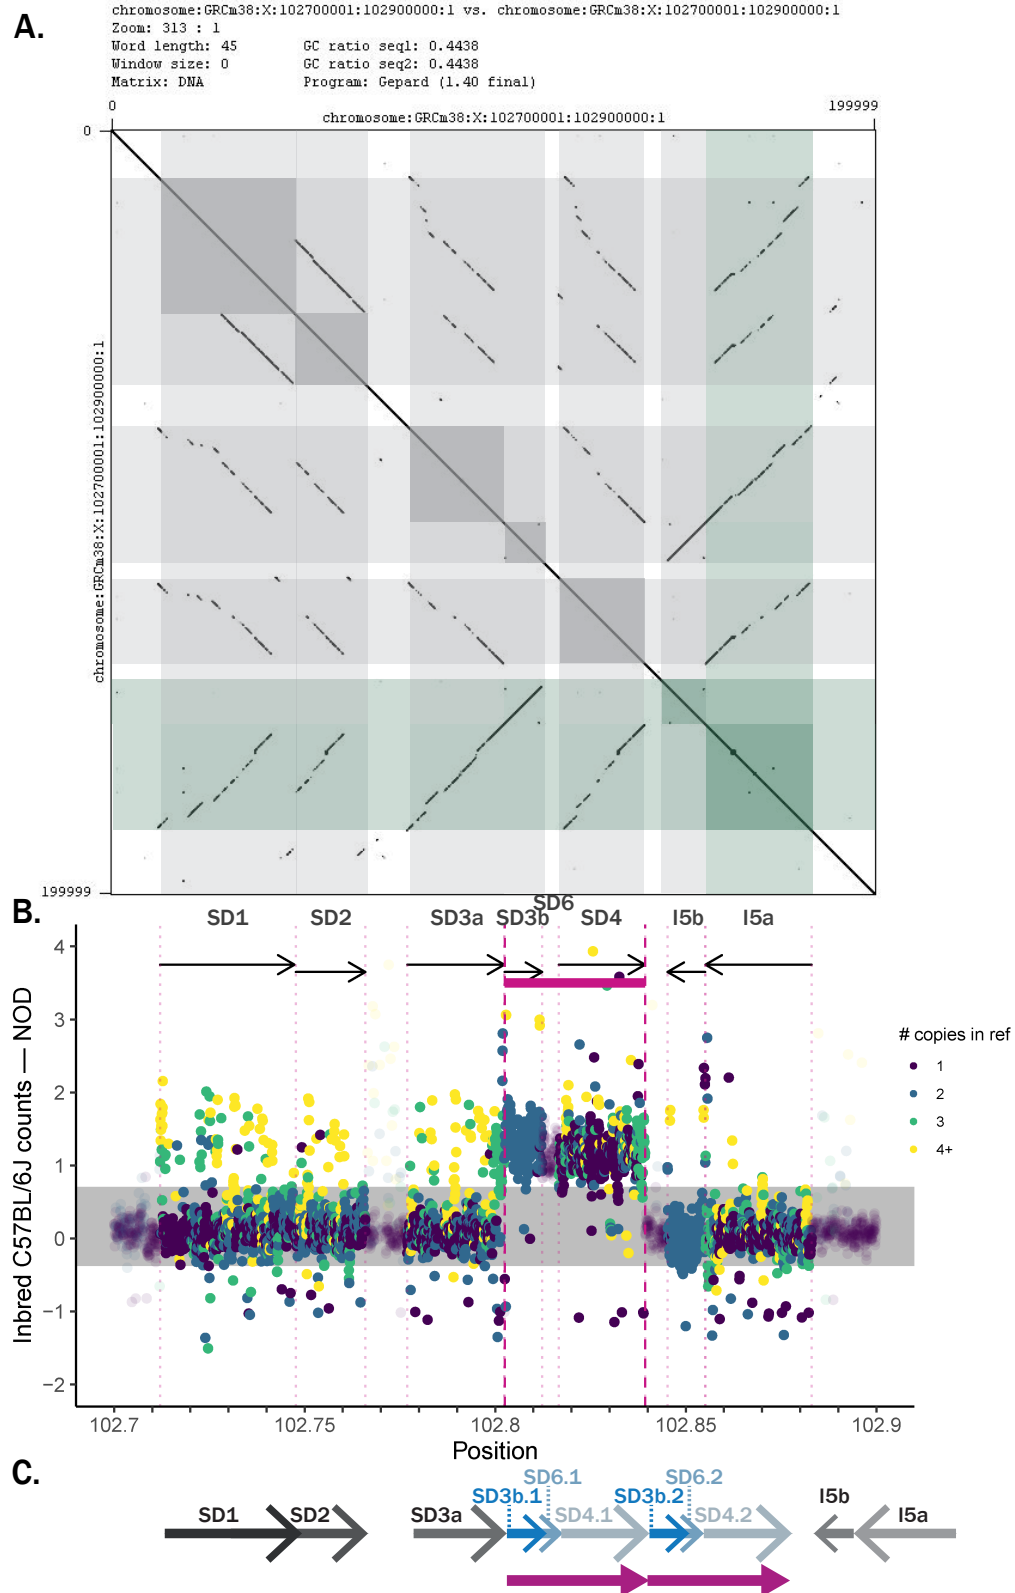 A.
chromosome:GRCm38:X:102700001:102900000:1 vs. chromosome:GRCm38:X:102700001:102900000:1
Zoom: 313 : 1
Word length: 45 GC ratio seq1: 0.4438
Window size: 0 GC ratio seq2: 0.4438
Matrix: DNA Program: Gepard (1.40 final)
0 199999
chromosome:GRCm38:X:102700001:102900000:1
0
chromosome:GRCm38:X:102700001:102900000:1
199999
B.
SD6
SD1 SD2 SD3a SD3b SD4 I5b I5a
4
3
2
1
0
−1
−2
Inbred C57BL/6J counts — NOD
# copies in ref
1
2
3
4+
102.7 102.75 102.8 102.85 102.9
Position
C.
SD6.1 SD6.2
SD3b.1 SD3b.2 I5b
SD1 SD2 SD3a SD4.1 SD4.2 I5a